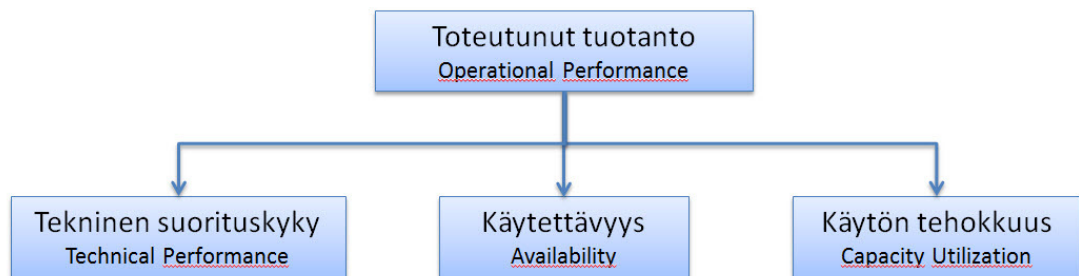 Toteutunut tuotanto
Operational Performance
Tekninen suorituskyky
Technical Performance
Käytettävyys
Availability
Käytön tehokkuus
Capacity Utilization